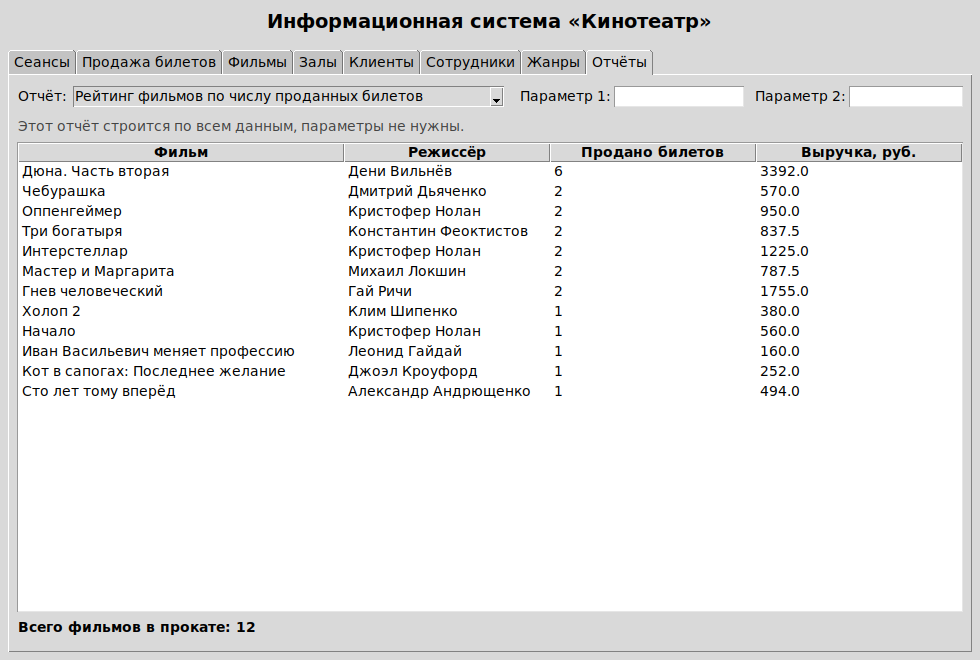 Информационная система «Кинотеатр»
Сеансы Продажа билетов Фильмы Залы Клиенты Сотрудники Жанры Отчёты
Отчёт: Рейтинг фильмов по числу проданных билетов Параметр 1: Параметр 2:
Этот отчёт строится по всем данным, параметры не нужны.
Фильм Режиссёр Продано билетов Выручка, руб.
Дюна. Часть вторая Дени Вильнёв 6 3392.0
Чебурашка Дмитрий Дьяченко 2 570.0
Оппенгеймер Кристофер Нолан 2 950.0
Три богатыря Константин Феоктистов 2 837.5
Интерстеллар Кристофер Нолан 2 1225.0
Мастер и Маргарита Михаил Локшин 2 787.5
Гнев человеческий Гай Ричи 2 1755.0
Холоп 2 Клим Шипенко 1 380.0
Начало Кристофер Нолан 1 560.0
Иван Васильевич меняет профессию Леонид Гайдай 1 160.0
Кот в сапогах: Последнее желание Джоэл Кроуфорд 1 252.0
Сто лет тому вперёд Александр Андрющенко 1 494.0
Всего фильмов в прокате: 12